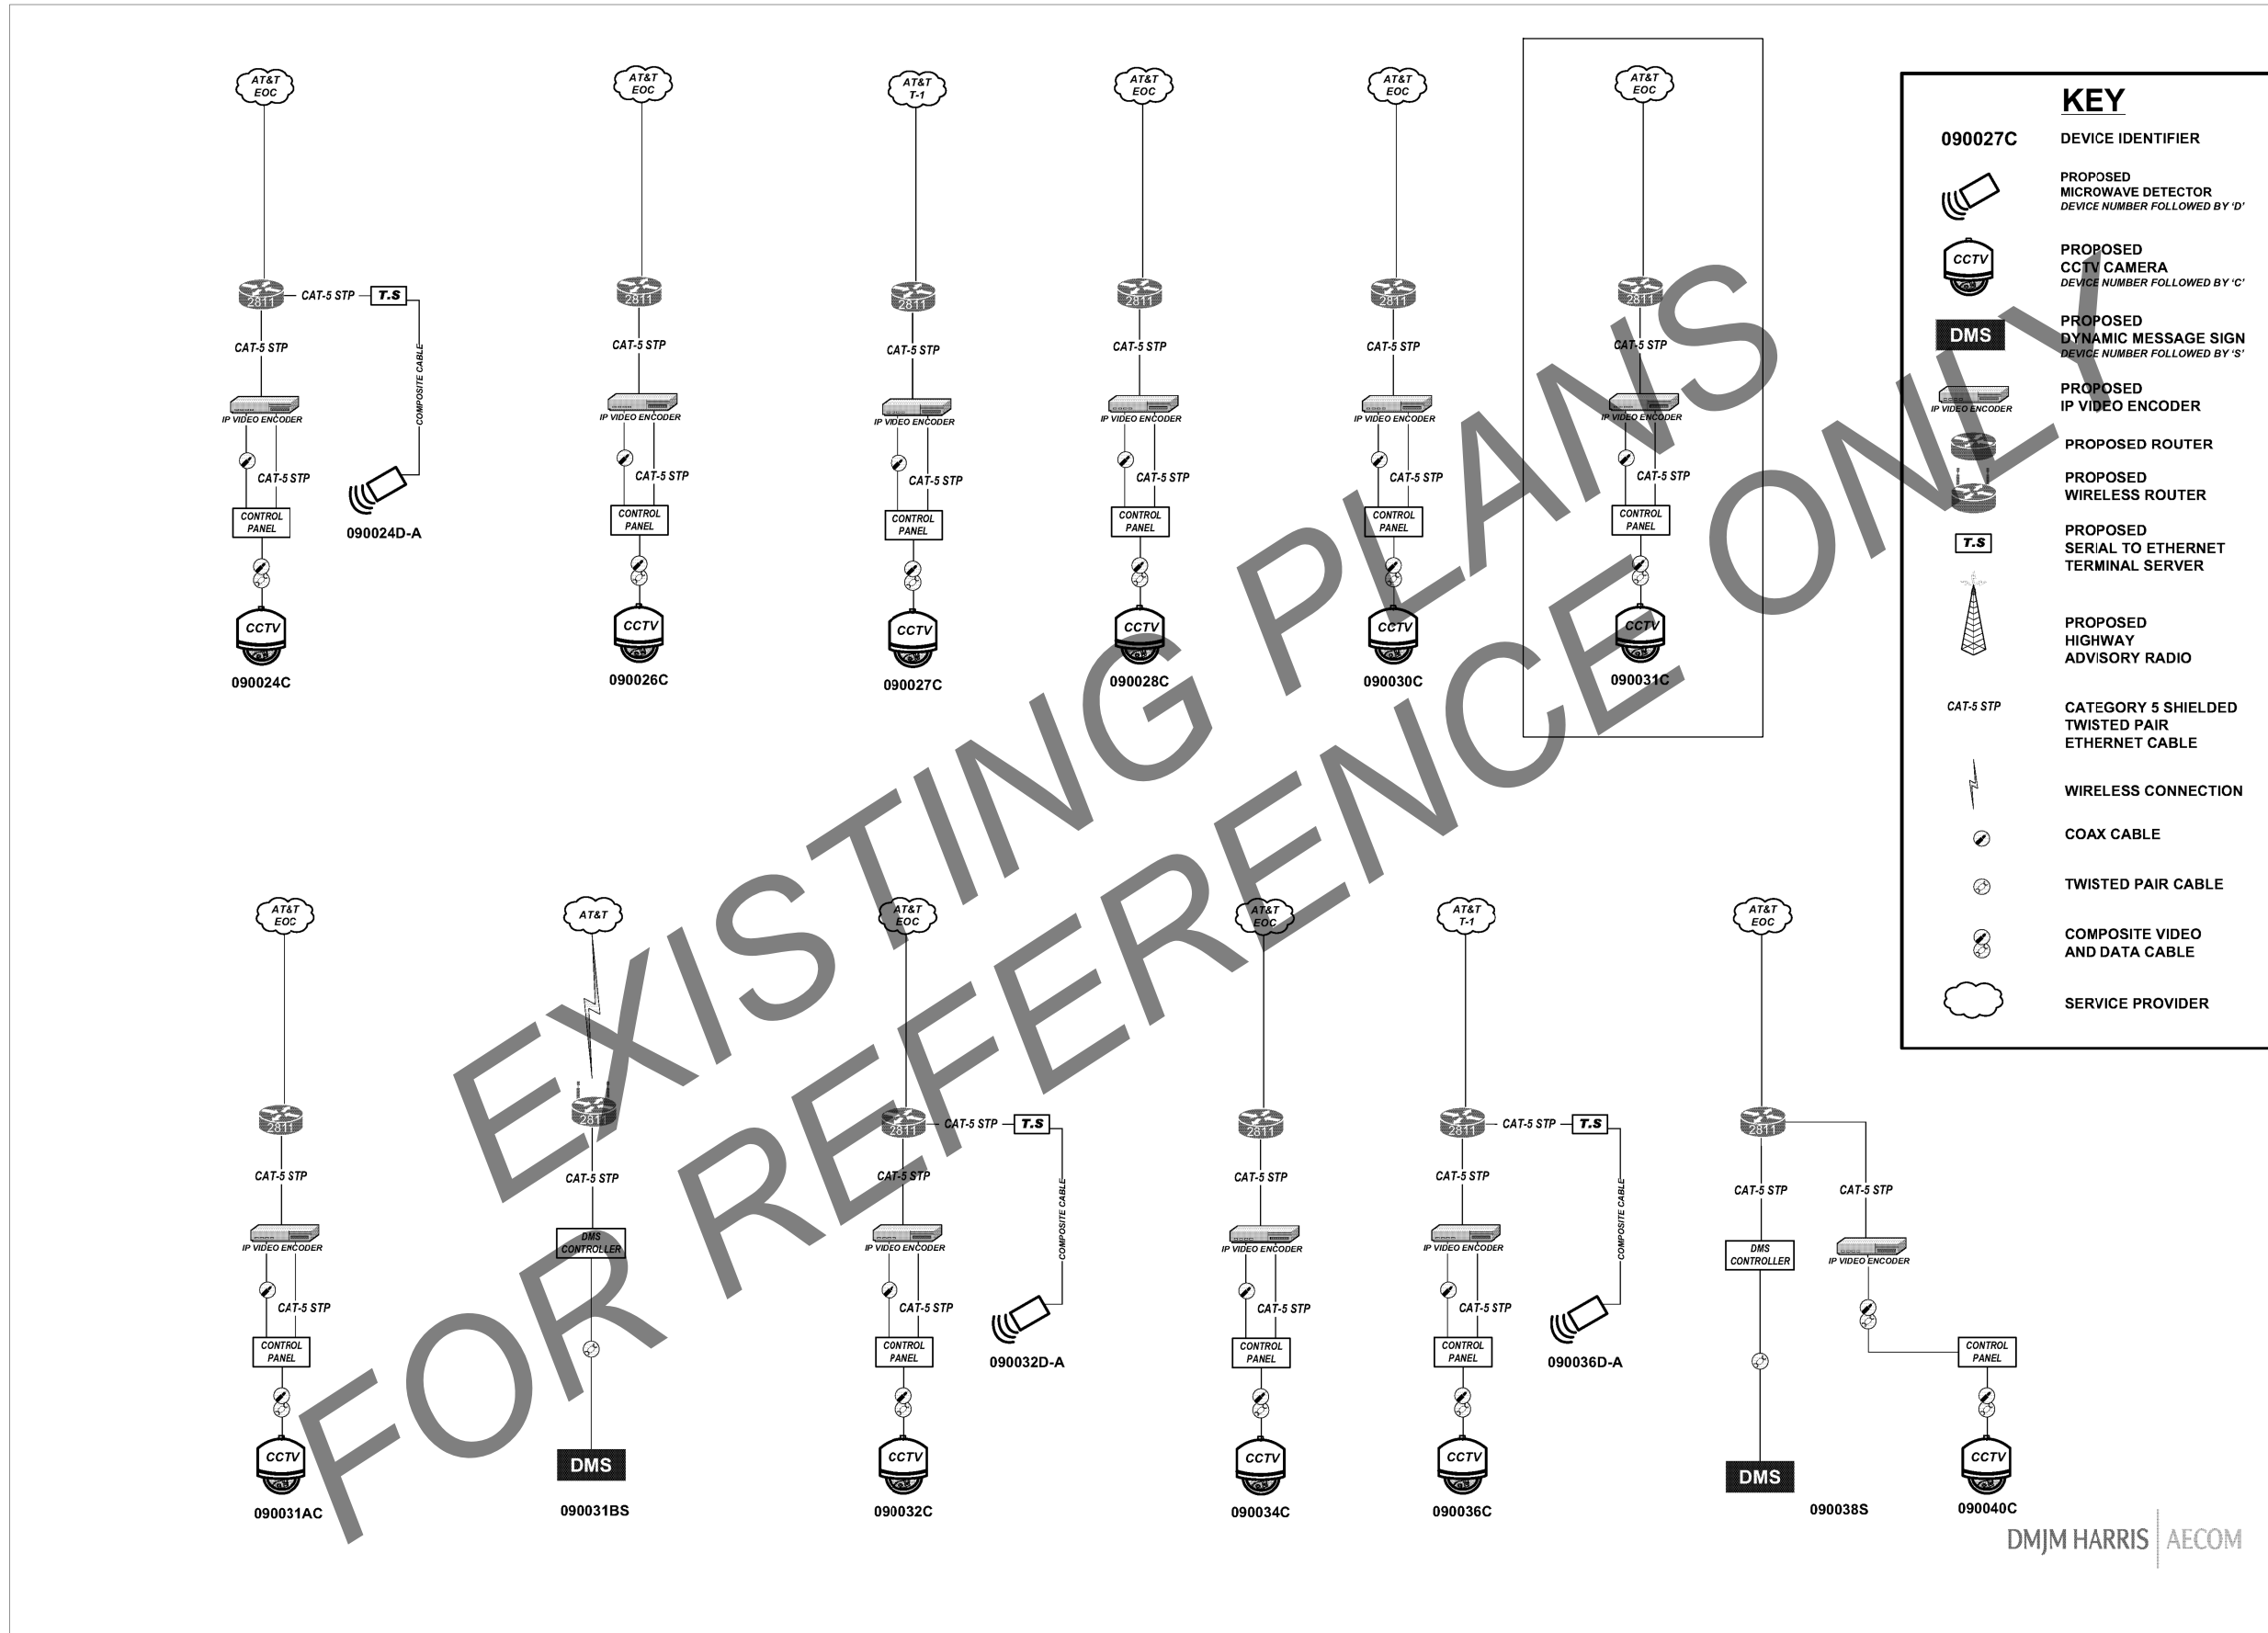 AT&T
EOC
2811
CAT-5 STP
T.S
COMPOSITE CABLE
CAT-5 STP
IP VIDEO ENCODER
CAT-5 STP
CONTROL
PANEL
CCTV
090024C
090024D-A
AT&T
EOC
2811
CAT-5 STP
IP VIDEO ENCODER
CAT-5 STP
CONTROL
PANEL
CCTV
090026C
AT&T
T-1
2811
CAT-5 STP
IP VIDEO ENCODER
CAT-5 STP
CONTROL
PANEL
CCTV
090027C
AT&T
EOC
2811
CAT-5 STP
IP VIDEO ENCODER
CAT-5 STP
CONTROL
PANEL
CCTV
090028C
AT&T
EOC
2811
CAT-5 STP
IP VIDEO ENCODER
CAT-5 STP
CONTROL
PANEL
CCTV
090030C
AT&T
EOC
2811
CAT-5 STP
IP VIDEO ENCODER
CAT-5 STP
CONTROL
PANEL
CCTV
090031C
KEY
090027C DEVICE IDENTIFIER
PROPOSED
MICROWAVE DETECTOR
DEVICE NUMBER FOLLOWED BY 'D'
CCTV
PROPOSED
CCTV CAMERA
DEVICE NUMBER FOLLOWED BY 'C'
DMS
PROPOSED
DYNAMIC MESSAGE SIGN
DEVICE NUMBER FOLLOWED BY 'S'
IP VIDEO ENCODER
PROPOSED
IP VIDEO ENCODER
PROPOSED ROUTER
PROPOSED
WIRELESS ROUTER
T.S
PROPOSED
SERIAL TO ETHERNET
TERMINAL SERVER
PROPOSED
HIGHWAY
ADVISORY RADIO
CAT-5 STP
CATEGORY 5 SHIELDED
TWISTED PAIR
ETHERNET CABLE
WIRELESS CONNECTION
COAX CABLE
TWISTED PAIR CABLE
COMPOSITE VIDEO
AND DATA CABLE
SERVICE PROVIDER
EXISTING PLANS
FOR REFERENCE ONLY
AT&T
EOC
2811
CAT-5 STP
IP VIDEO ENCODER
CAT-5 STP
CONTROL
PANEL
CCTV
090031AC
AT&T
2811
CAT-5 STP
DMS
CONTROLLER
DMS
090031BS
AT&T
EOC
2811
CAT-5 STP
T.S
COMPOSITE CABLE
CAT-5 STP
IP VIDEO ENCODER
CAT-5 STP
CONTROL
PANEL
CCTV
090032C
090032D-A
AT&T
EOC
2811
CAT-5 STP
IP VIDEO ENCODER
CAT-5 STP
CONTROL
PANEL
CCTV
090034C
AT&T
T-1
2811
CAT-5 STP
T.S
COMPOSITE CABLE
CAT-5 STP
IP VIDEO ENCODER
CAT-5 STP
CONTROL
PANEL
CCTV
090036C
090036D-A
AT&T
EOC
2811
CAT-5 STP
CAT-5 STP
DMS
CONTROLLER
IP VIDEO ENCODER
CONTROL
PANEL
DMS
CCTV
090038S
090040C
DMJM HARRIS AECOM